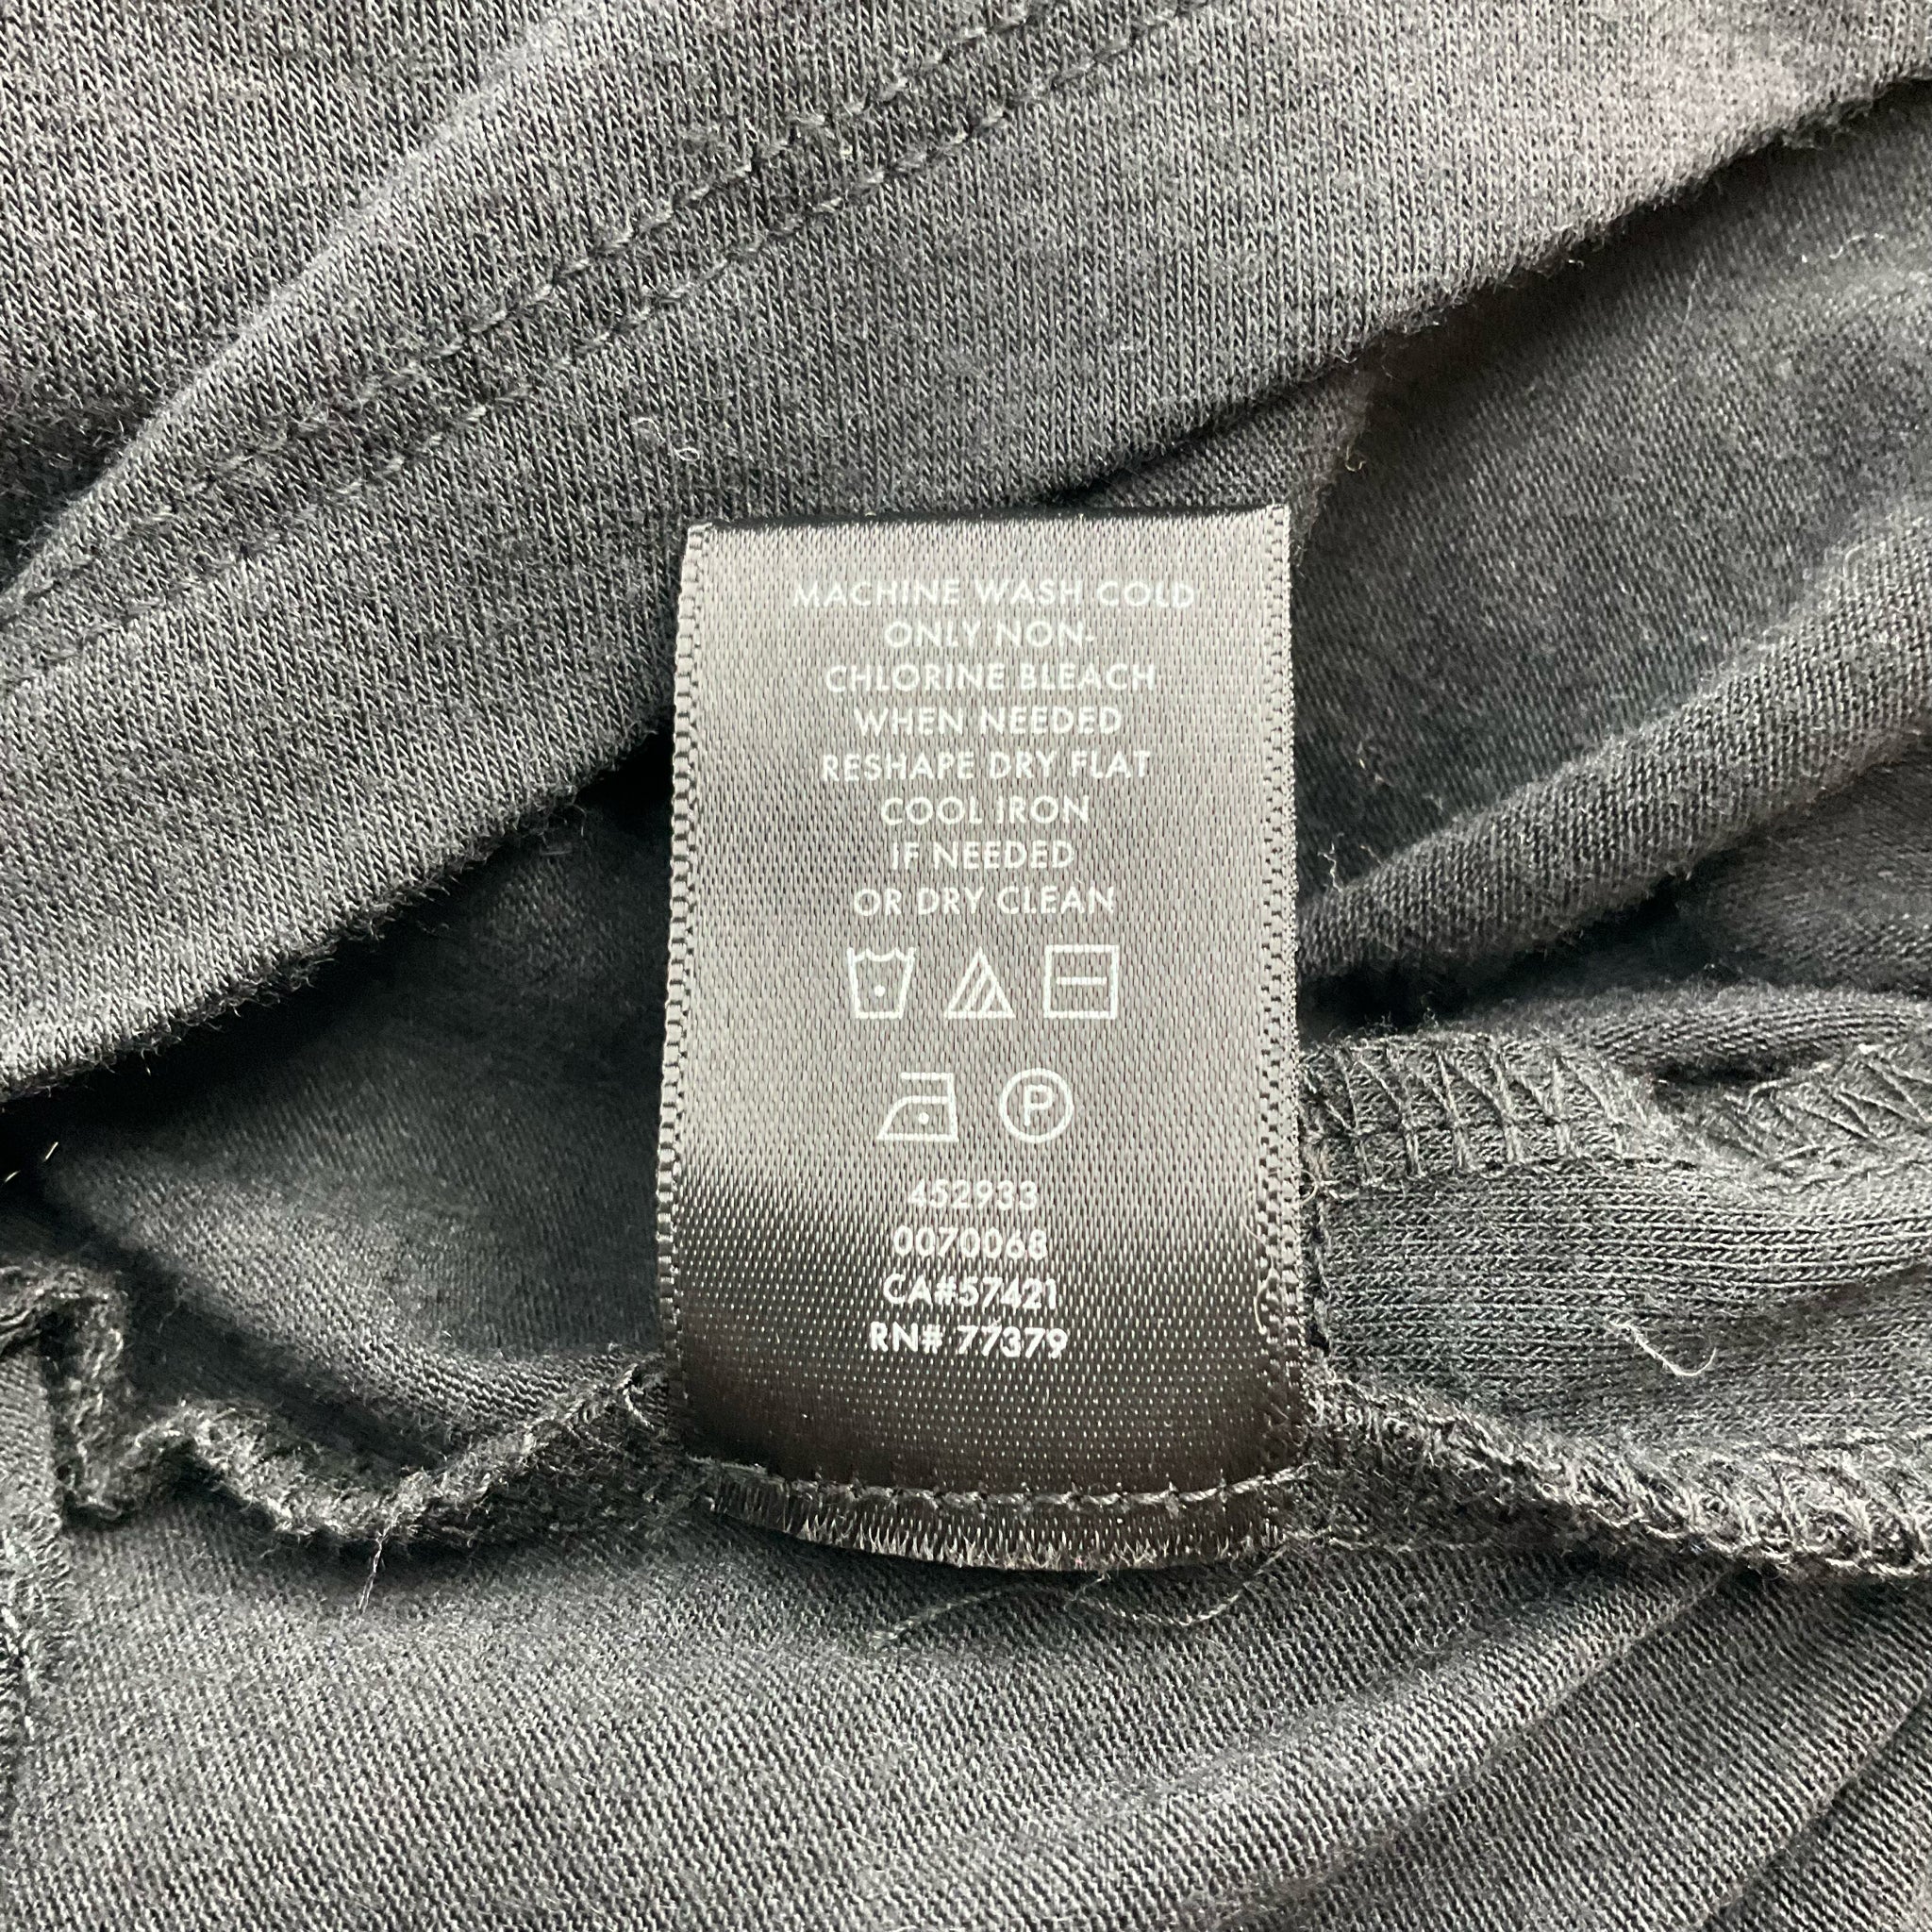 MACHINE WASH COLD
ONLY NON-
CHLORINE BLEACH
WHEN NEEDED
RESHAPE DRY FLAT
COOL IRON
IF NEEDED
OR DRY CLEAN
P
452933
0070068
CA#57421
RN# 77379